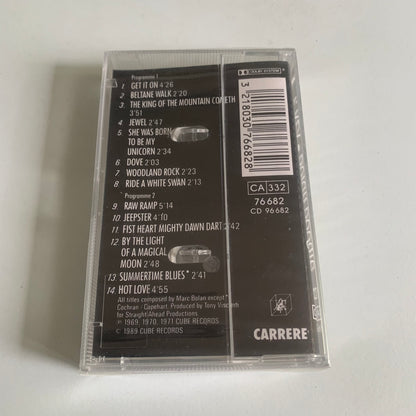 Programme 1
1 GET IT ON 4'26
2. BELTANE WALK 2'20
3. THE KING OF THE MOUNTAIN COMETH
3'51
4. JEWEL 2'47
5. SHE WAS BORN
TO BE MY
UNICORN 2'34
6. DOVE 2'03
7. WOODLAND ROCK 2'23
8. RIDE A WHITE SWAN 2'13
Programme 2
9. RAW RAMP 5'14
10 JEEPSTER 4'10
11. FIST HEART MIGHTY DAWN DART 2'42
12. BY THE LIGHT
OF A MAGICAL
MOON 2'48
13 SUMMERTIME BLUES* 2'41
14 HOT LOVE 4'55
All titles composed by Marc Bolan except*
Cochran - Capehart. Produced by Tony Visconti
for Straight Ahead Productions
℗ 1969, 1970, 1971 CUBE RECORDS
© 1989 CUBE RECORDS
DOLBY SYSTEM
3 218030 766828
CA 332
76682
CD 96682
CARRERE